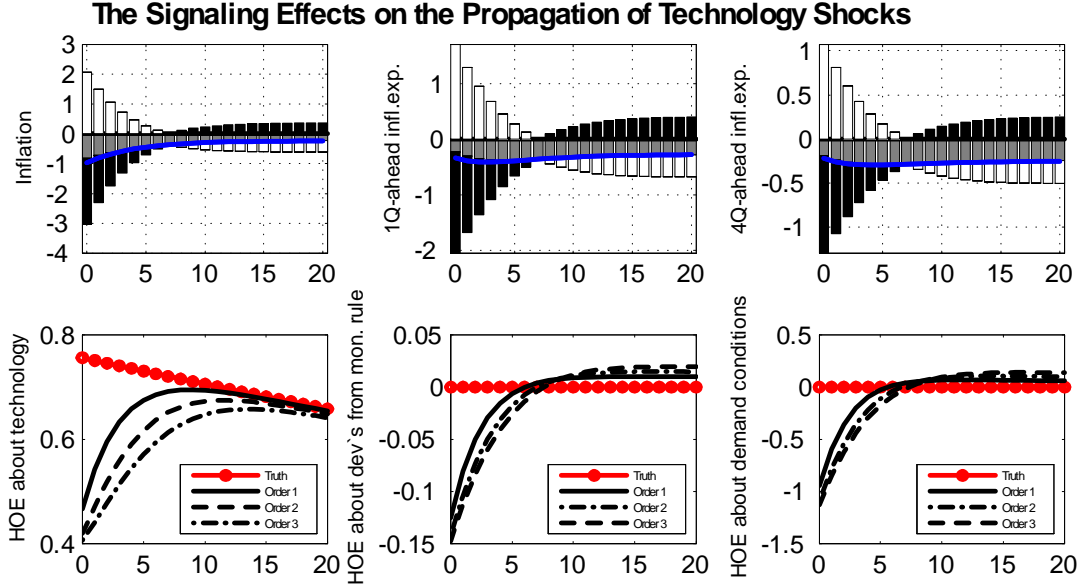 The Signaling Effects on the Propagation of Technology Shocks
Inflation
3
2
1
0
-1
-2
-3
-4
0 5 10 15 20
1Q-ahead infl.exp.
1
0
-1
-2
0 5 10 15 20
4Q-ahead infl.exp.
1
0.5
0
-0.5
-1
0 5 10 15 20
HOE about technology
0.8
0.6
0.4
0 5 10 15 20
Truth
Order 1
Order 2
Order 3
HOE about dev`s from mon. rule
0.05
0
-0.05
-0.1
-0.15
0 5 10 15 20
Truth
Order 1
Order 2
Order 3
HOE about demand conditions
0.5
0
-0.5
-1
-1.5
0 5 10 15 20
Truth
Order 1
Order 2
Order 3